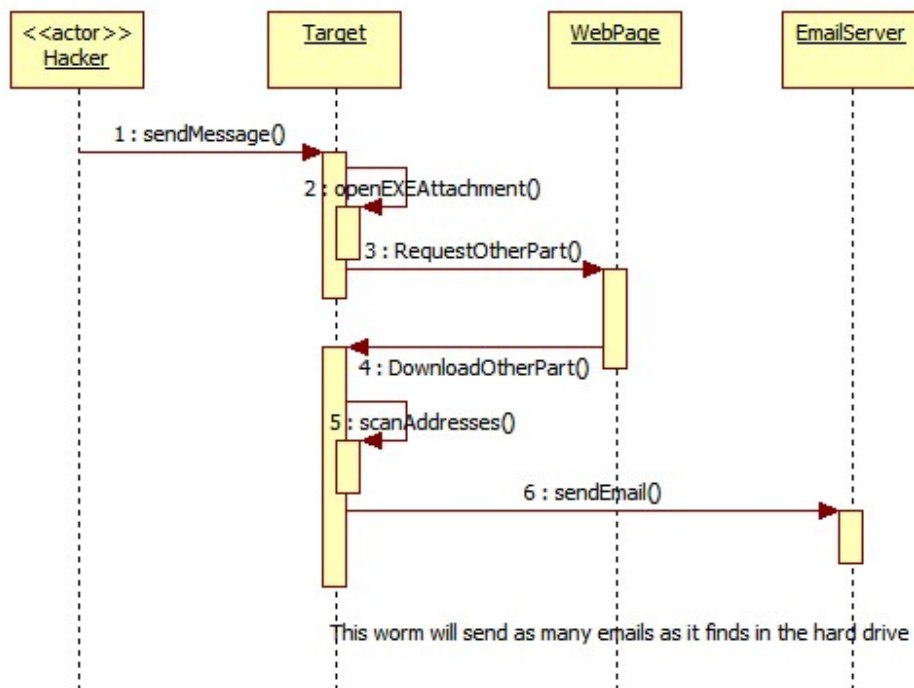 <<actor>>
Hacker
Target
WebPage
EmailServer
1 : sendMessage()
2 : openEXEAttachment()
3 : RequestOtherPart()
4 : DownloadOtherPart()
5 : scanAddresses()
6 : sendEmail()
This worm will send as many emails as it finds in the hard drive